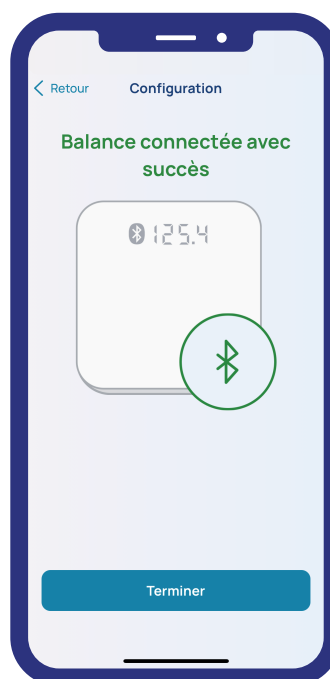 Retour
Configuration
Balance connectée avec
succès
125.4
Terminer